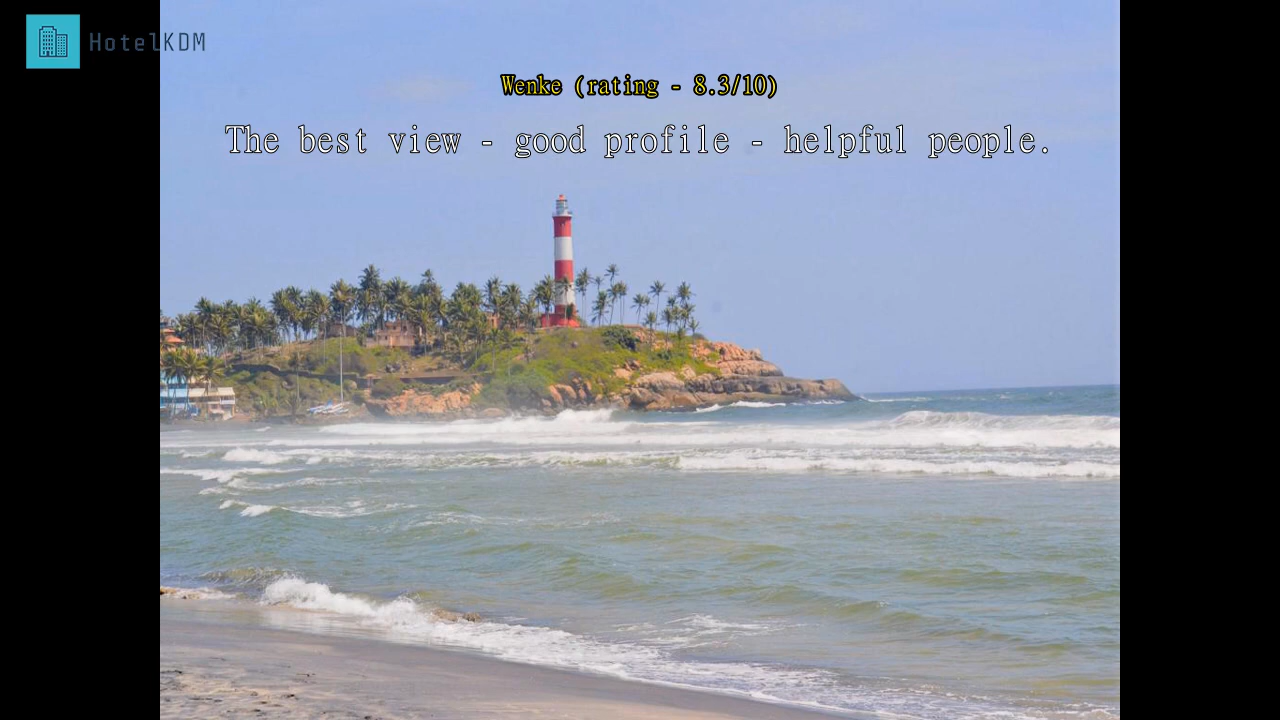 HotelKDM
Wenke (rating - 8.3/10)
The best view - good profile - helpful people.